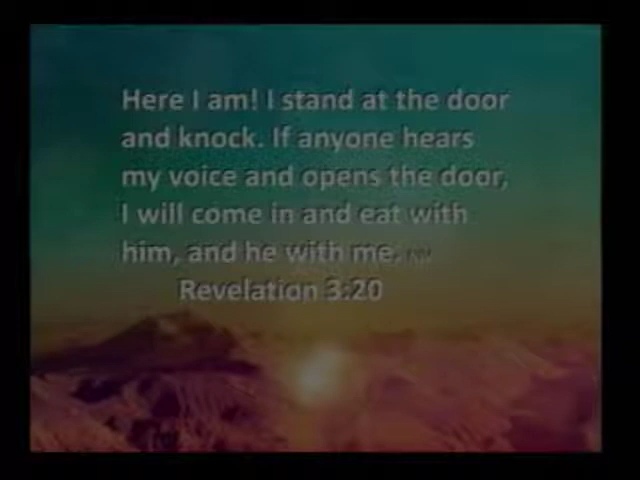 Here I am! I stand at the door
and knock. If anyone hears
my voice and opens the door,
I will come in and eat with
him, and he with me.
Revelation 3:20